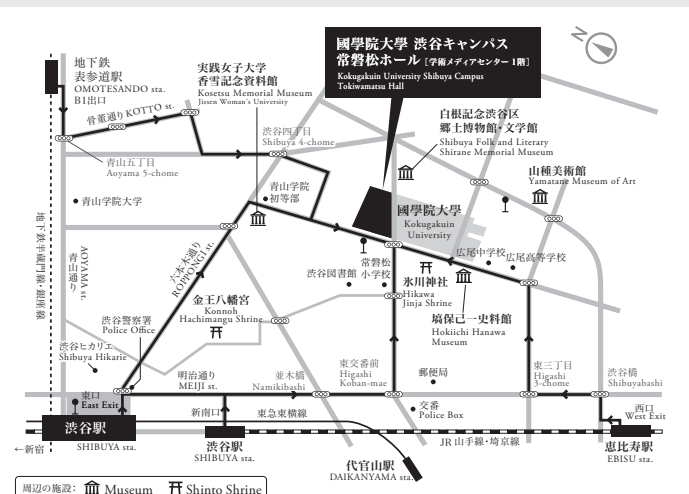 國學院大學 渋谷キャンパス
常磐松ホール［学術メディアセンター1階］
Kokugakuin University Shibuya Campus
Tokiwamatsu Hall
N
地下鉄
表参道駅
OMOTESANDO sta.
B1出口
骨董通り KOTTO st.
実践女子大学
香雪記念資料館
Kosetsu Memorial Museum
Jissen Woman's University
渋谷四丁目
Shibuya 4-chome
白根記念渋谷区
郷土博物館・文学館
Shibuya Folk and Literary
Shirane Memorial Museum
山種美術館
Yamatane Museum of Art
青山五丁目
Aoyama 5-chome
青山学院大学
青山学院
初等部
國學院大學
Kokugakuin
University
地下鉄半蔵門線・銀座線
青山通り
AOYAMA st.
六本木通り
ROPPONGI st.
常磐松
小学校
渋谷図書館
広尾中学校
広尾高等学校
氷川神社
Hikawa
Jinja Shrine
塙保己一史料館
Hokiichi Hanawa
Museum
金王八幡宮
Konnoh
Hachimangu Shrine
渋谷警察署
Police Office
渋谷ヒカリエ
Shibuya Hikarie
明治通り
MEIJI st.
並木橋
Namikibashi
東交番前
Higashi
Koban-mae
郵便局
東三丁目
Higashi
3-chome
渋谷橋
Shibuyabashi
東口
East Exit
新南口
東急東横線
交番
Police Box
西口
West Exit
渋谷駅
SHIBUYA sta.
←新宿
渋谷駅
SHIBUYA sta.
JR 山手線・埼京線
恵比寿駅
EBISU sta.
代官山駅
DAIKANYAMA sta.
周辺の施設： Museum Shinto Shrine